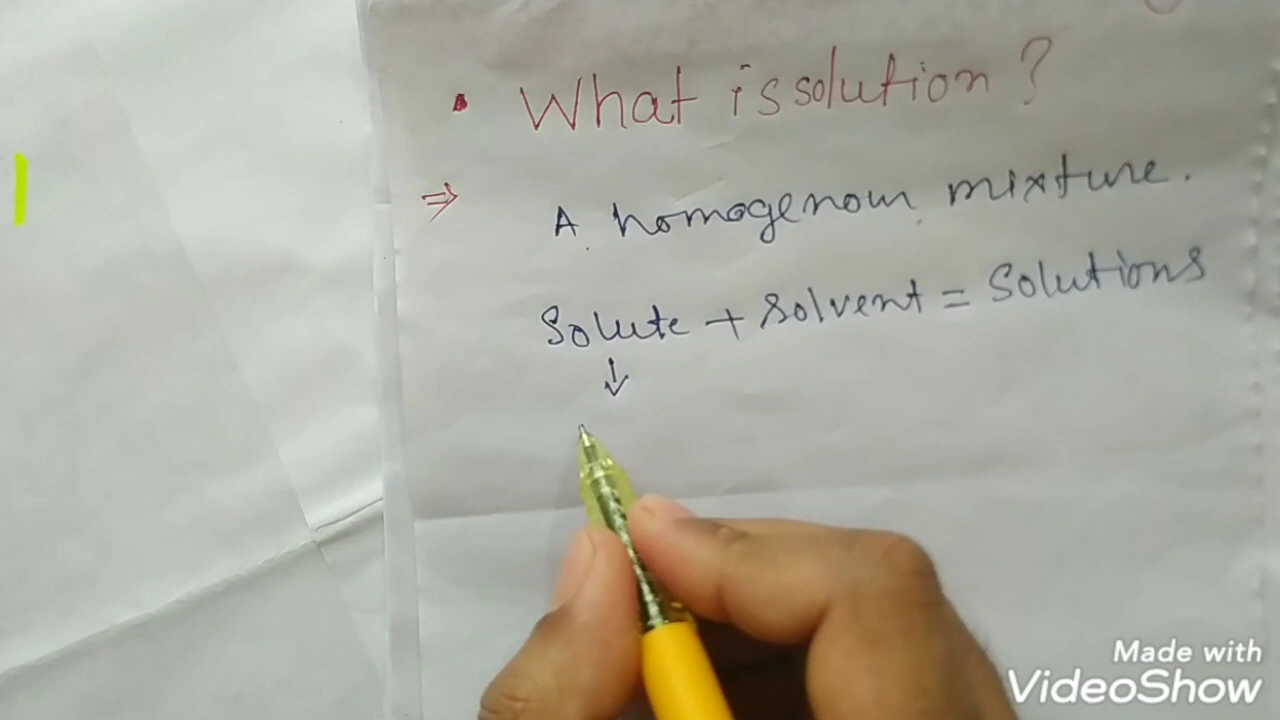 • What is solution ?
⇒ A homogenous mixture.
Solute + Solvent = Solutions
↓
Made with
VideoShow